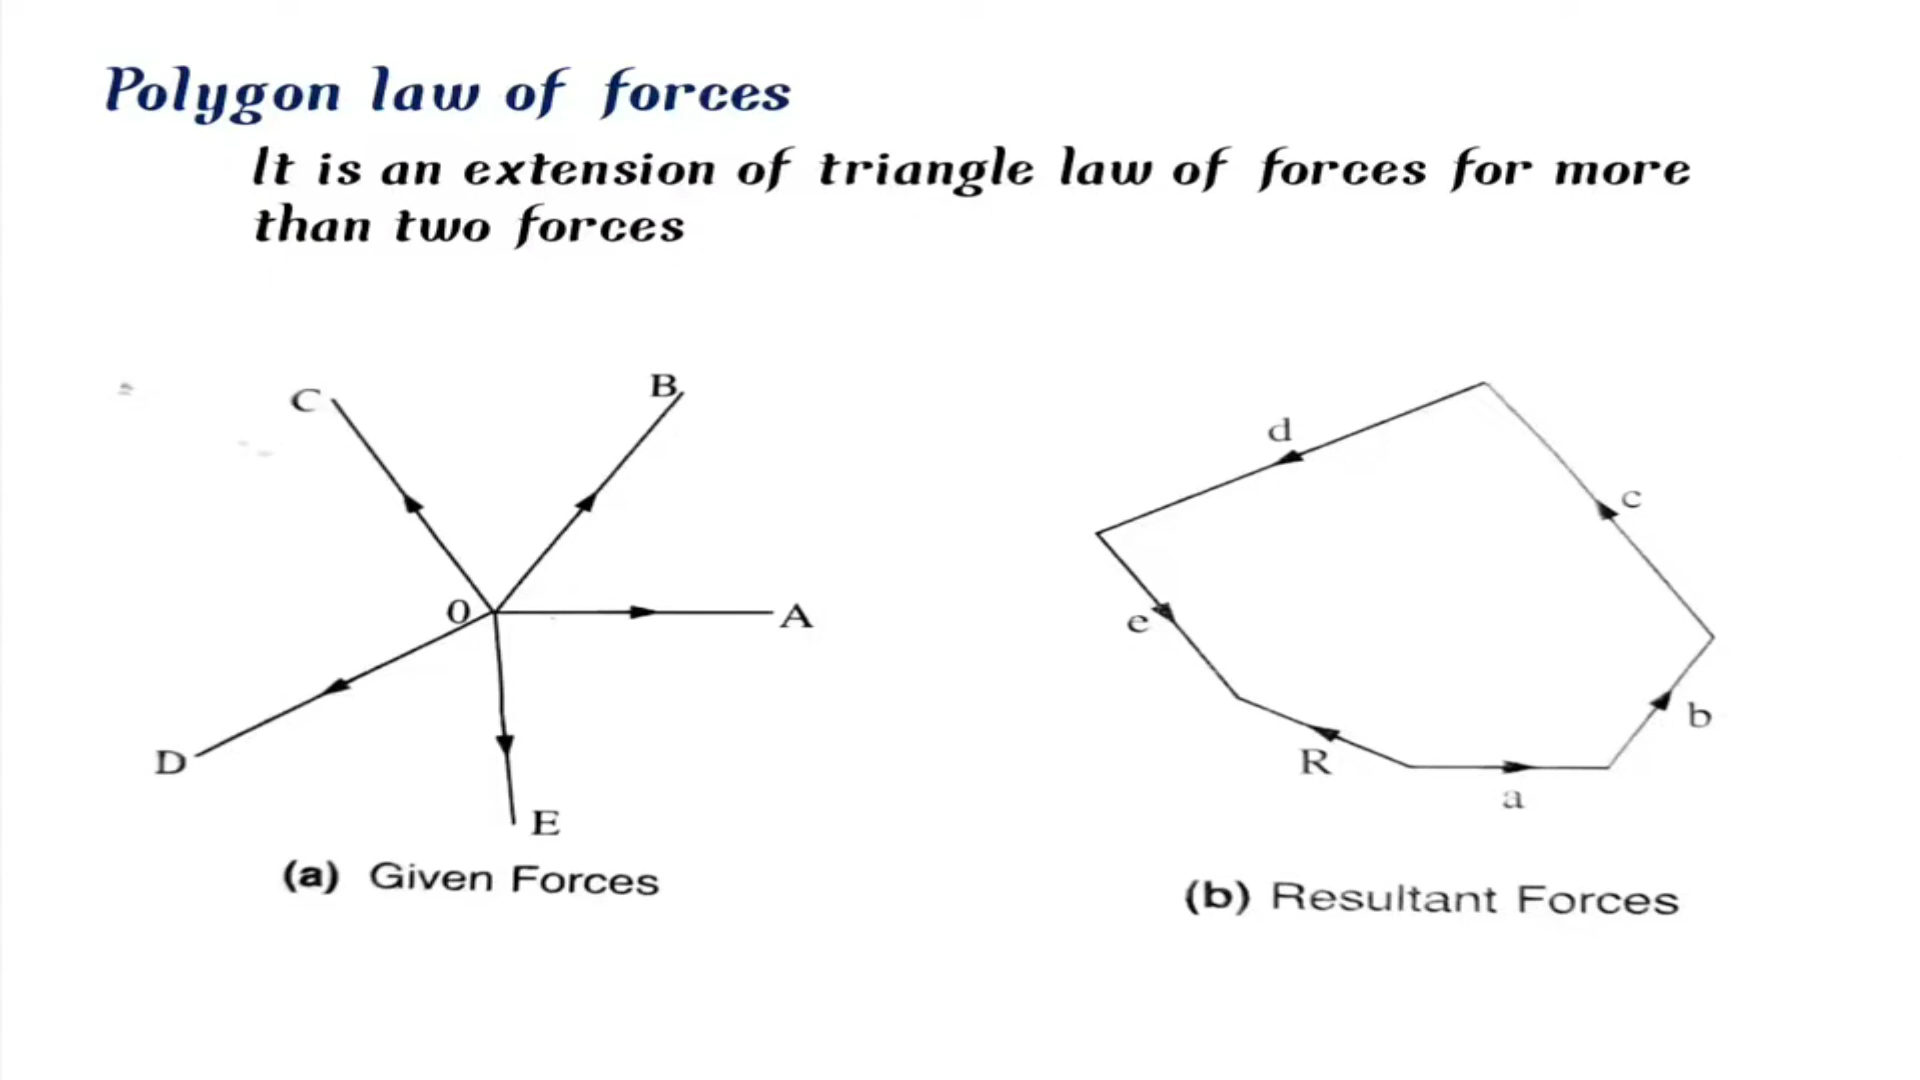 Polygon law of forces
It is an extension of triangle law of forces for more
than two forces
C
B
0
A
D
E
(a) Given Forces
d
c
e
b
R
a
(b) Resultant Forces